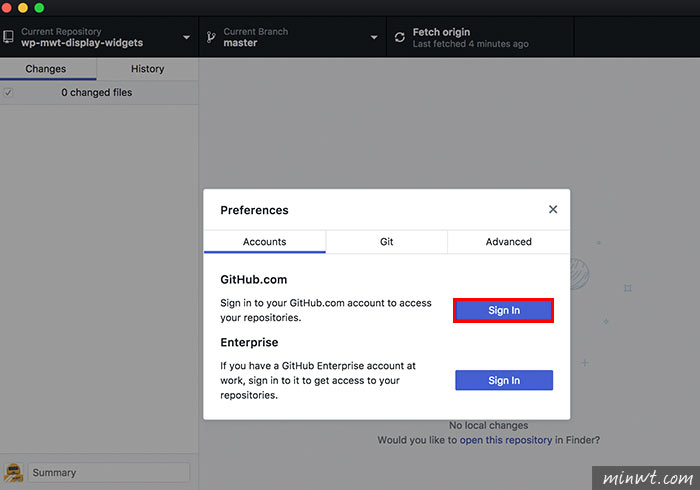 Current Repository
wp-mwt-display-widgets
Current Branch
master
Fetch origin
Last fetched 4 minutes ago
Changes
History
0 changed files
Preferences
Accounts
Git
Advanced
GitHub.com
Sign in to your GitHub.com account to access
your repositories.
Sign In
Enterprise
If you have a GitHub Enterprise account at
work, sign in to it to get access to your
repositories.
Sign In
No local changes
Would you like to open this repository in Finder?
Summary
minwt.com